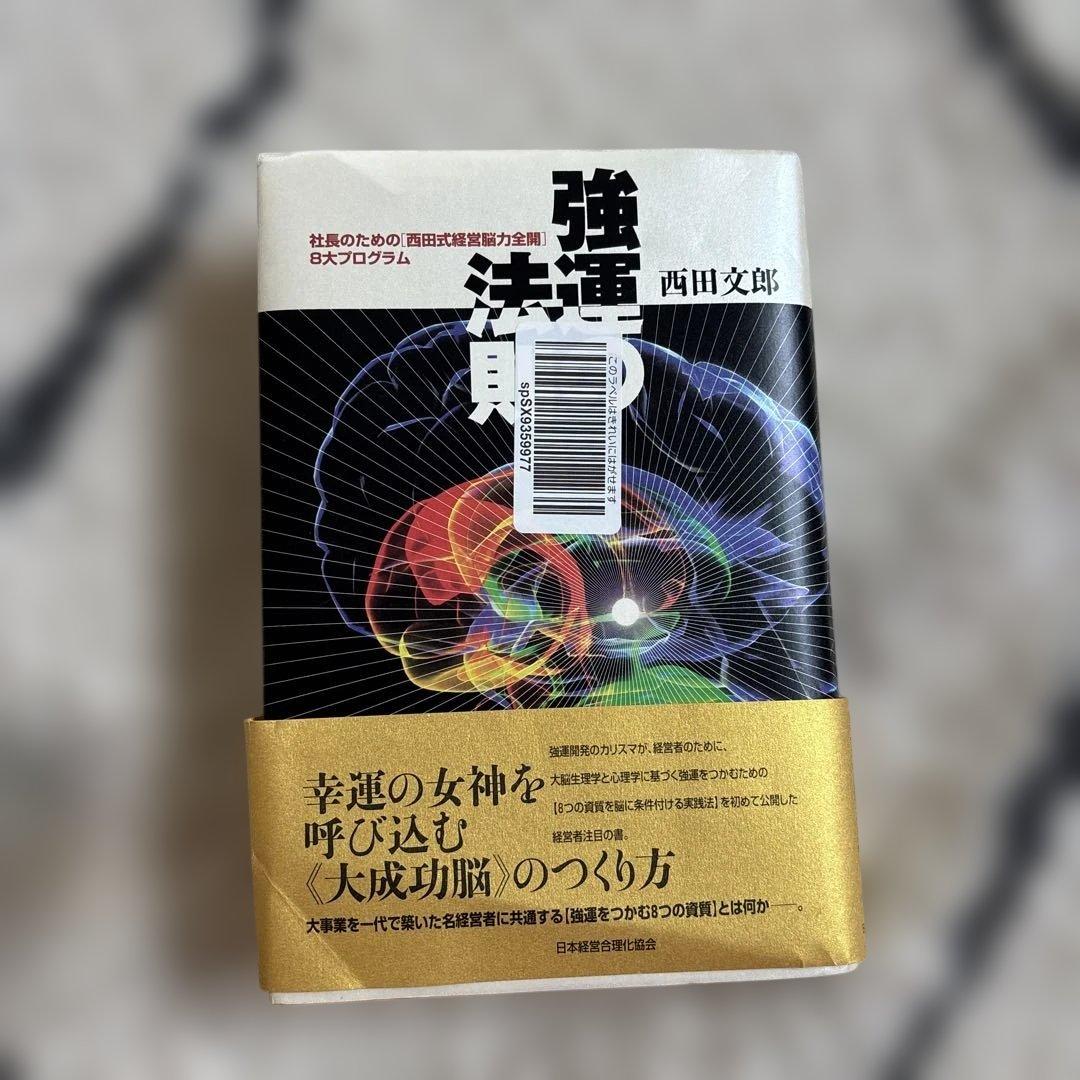 強運の
法則
社長のための［西田式経営脳力全開］
８大プログラム
西田文郎
このラベルはきれいにはがせます
spSX9359977
強運開発のカリスマが、経営者のために、
大脳生理学と心理学に基づく強運をつかむための
【8つの資質を脳に条件付ける実践法】を初めて公開した
経営者注目の書。
幸運の女神を
呼び込む
《大成功脳》のつくり方
大事業を一代で築いた名経営者に共通する【強運をつかむ8つの資質】とは何か──。
日本経営合理化協会